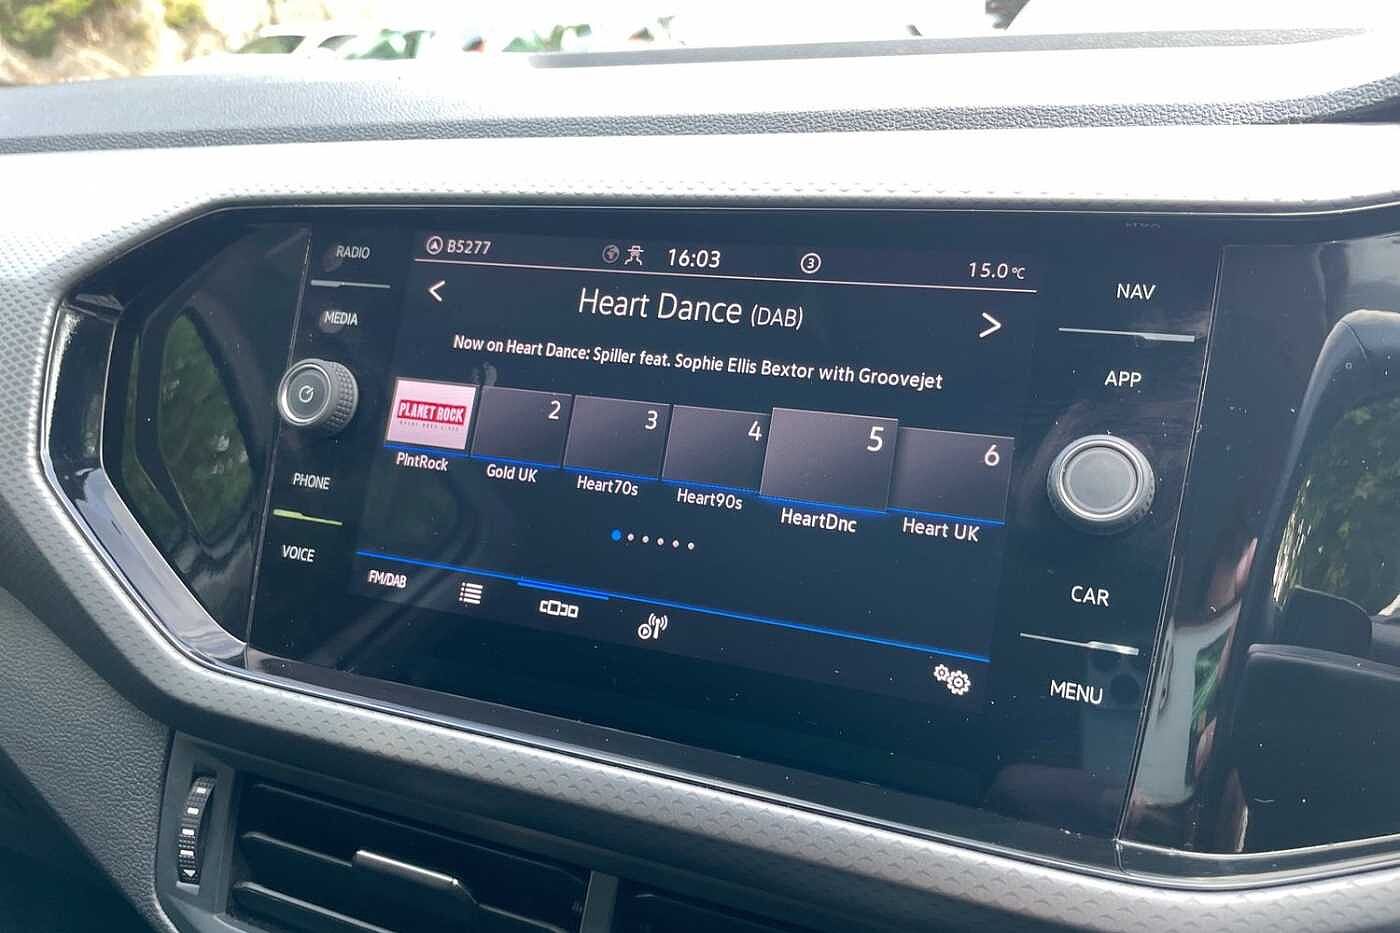 RADIO
MEDIA
PHONE
VOICE
B5277
16:03
3
15.0°C
< Heart Dance (DAB) >
Now on Heart Dance: Spiller feat. Sophie Ellis Bextor with Groovejet
PLANET ROCK
2
3
4
5
6
PlntRock
Gold UK
Heart70s
Heart90s
HeartDnc
Heart UK
FM/DAB
NAV
APP
CAR
MENU